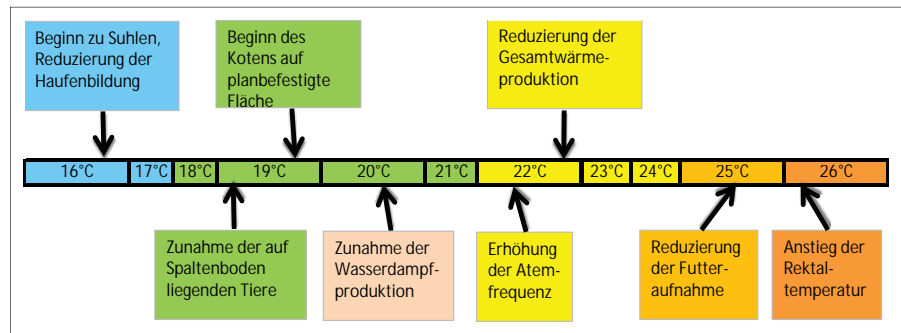 Beginn zu Suhlen,
Reduzierung der
Haufenbildung
Beginn des
Kotens auf
planbefestigte
Fläche
Reduzierung der
Gesamtwärme-
produktion
16°C 17°C 18°C 19°C 20°C 21°C 22°C 23°C 24°C 25°C 26°C
Zunahme der auf
Spaltenboden
liegenden Tiere
Zunahme der
Wasserdampf-
produktion
Erhöhung
der Atem-
frequenz
Reduzierung
der Futter-
aufnahme
Anstieg der
Rektal-
temperatur